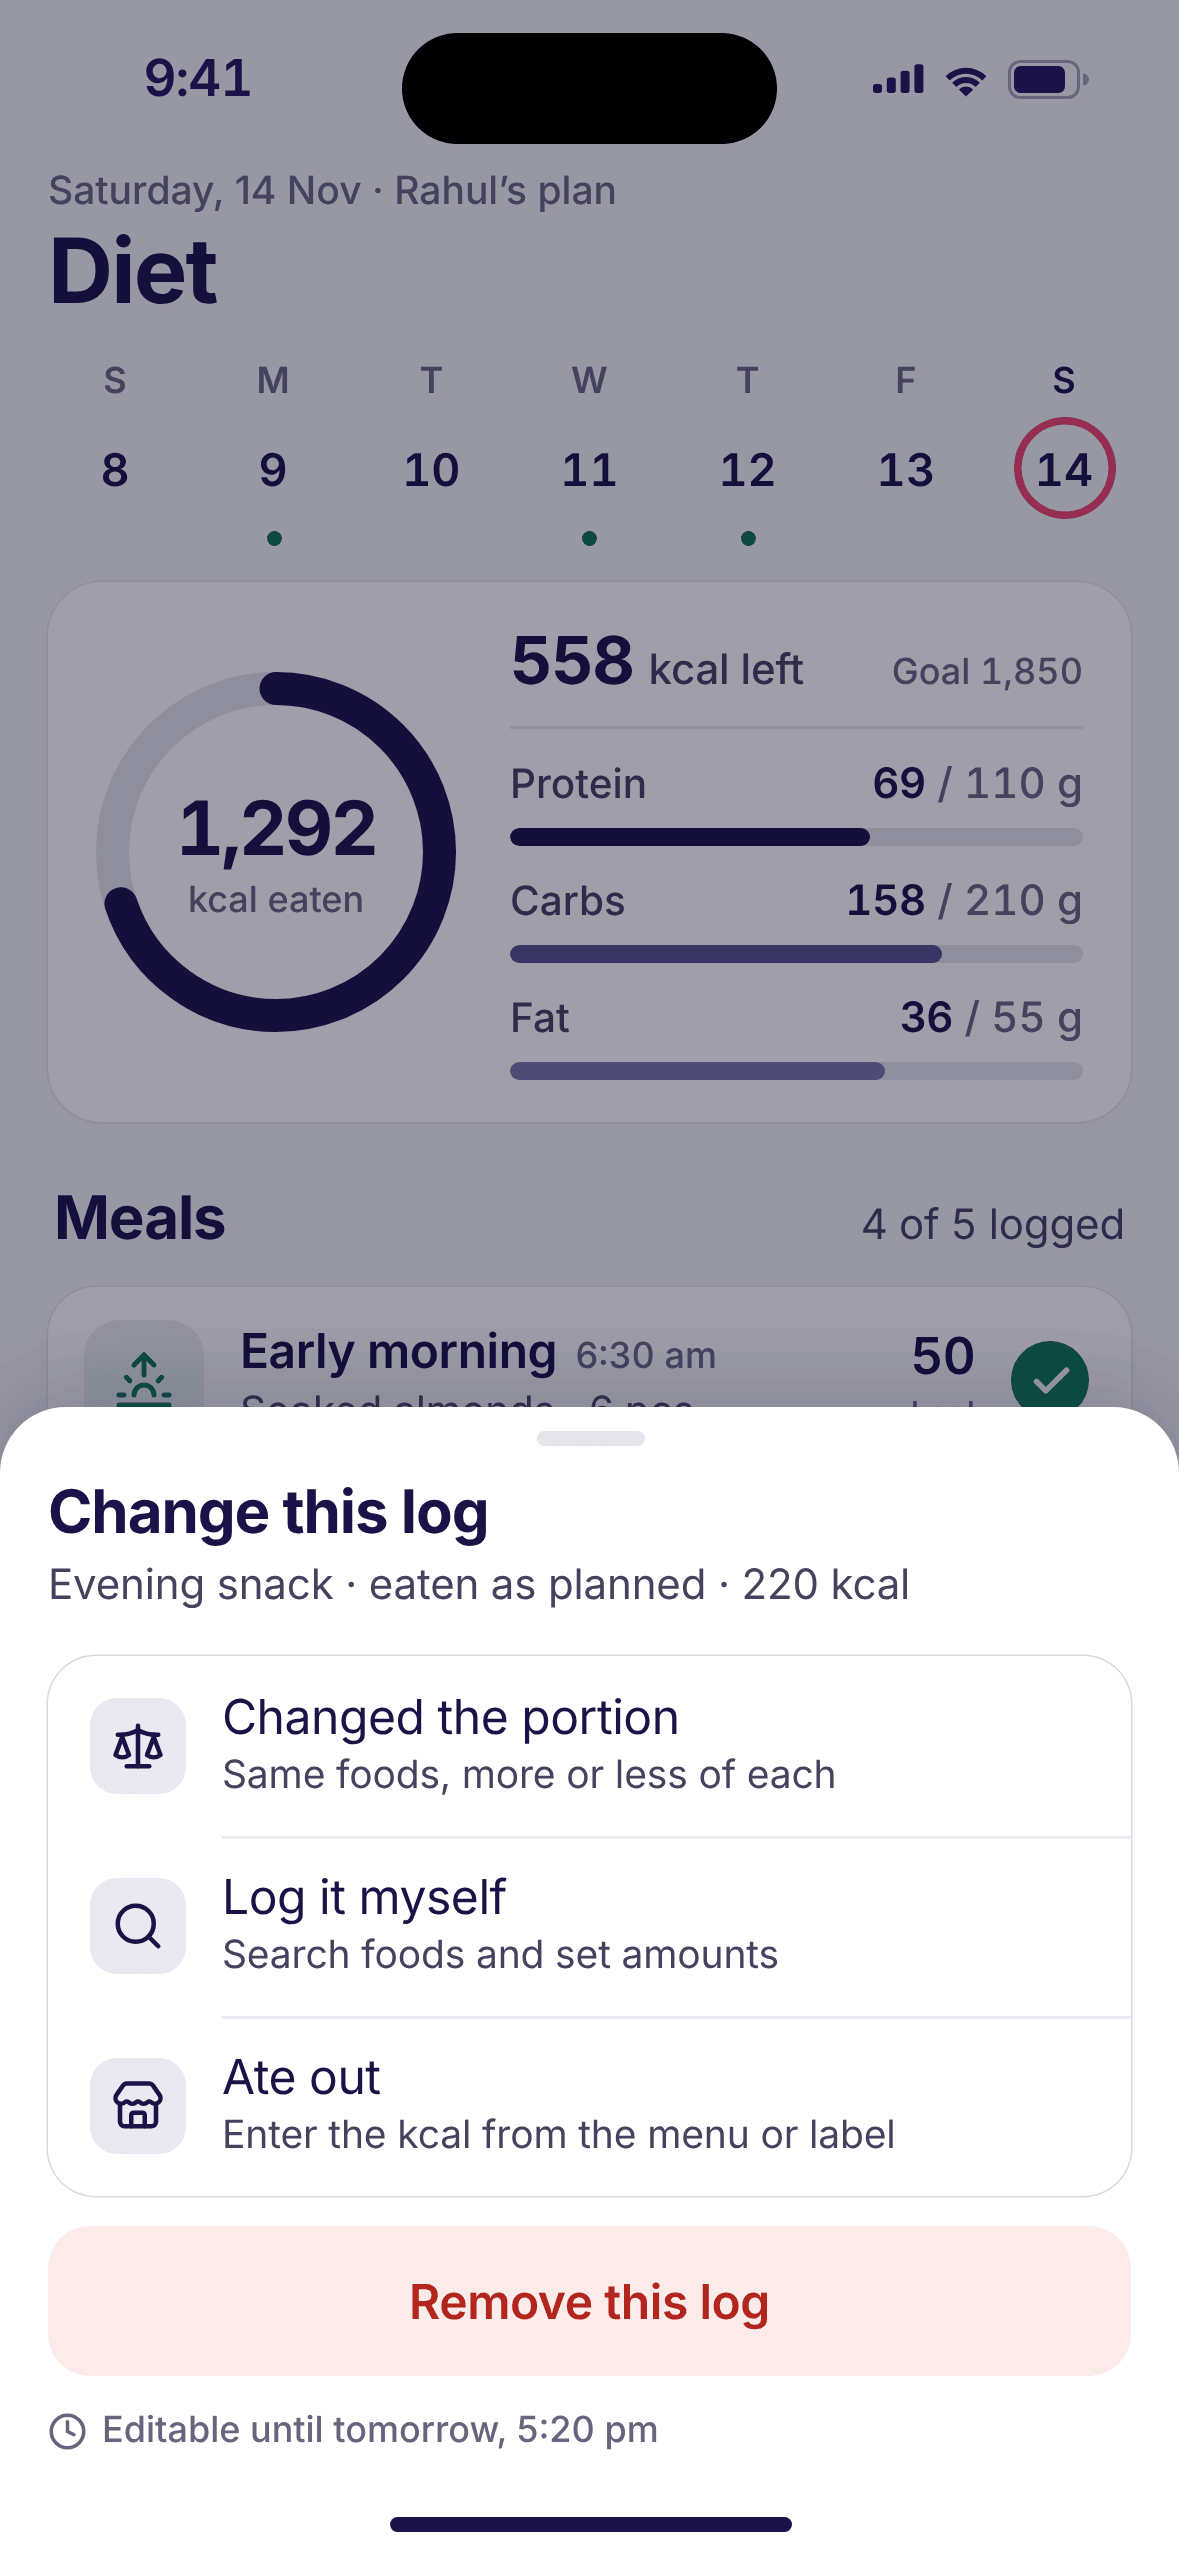 9:41
Saturday, 14 Nov · Rahul’s plan
Diet
S M T W T F S
8 9 10 11 12 13 14
558 kcal left Goal 1,850
1,292
kcal eaten
Protein 69 / 110 g
Carbs 158 / 210 g
Fat 36 / 55 g
Meals 4 of 5 logged
Early morning 6:30 am 50
Soaked almonds · 6 pcs
Change this log
Evening snack · eaten as planned · 220 kcal
Changed the portion
Same foods, more or less of each
Log it myself
Search foods and set amounts
Ate out
Enter the kcal from the menu or label
Remove this log
Editable until tomorrow, 5:20 pm